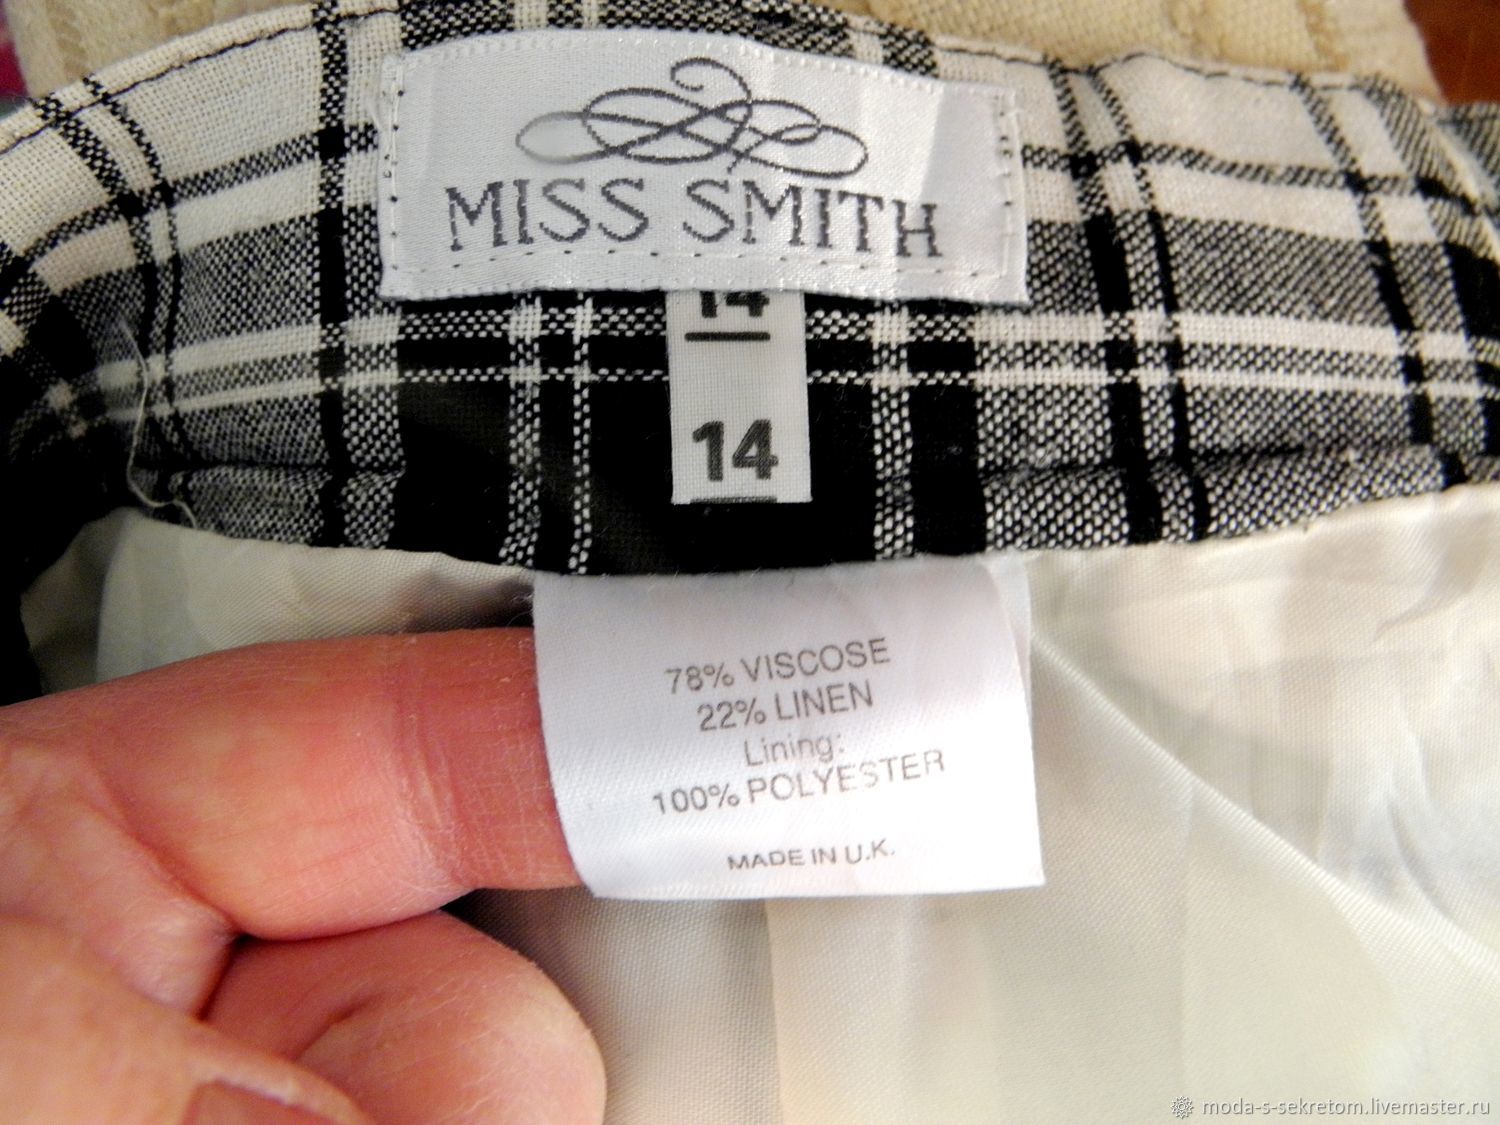 MISS SMITH
14
14
78% VISCOSE
22% LINEN
Lining:
100% POLYESTER
MADE IN U.K.
moda-s-sekretom.livemaster.ru